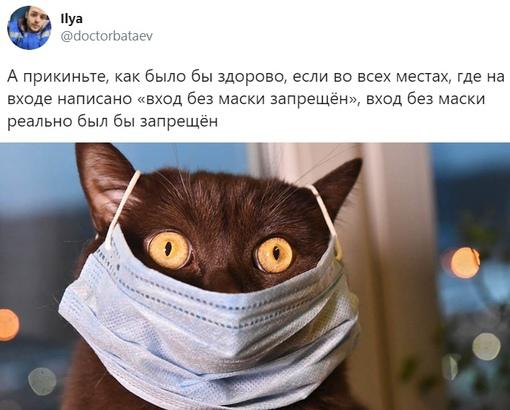 Ilya
@doctorbataev
А прикиньте, как было бы здорово, если во всех местах, где на
входе написано «вход без маски запрещён», вход без маски
реально был бы запрещён